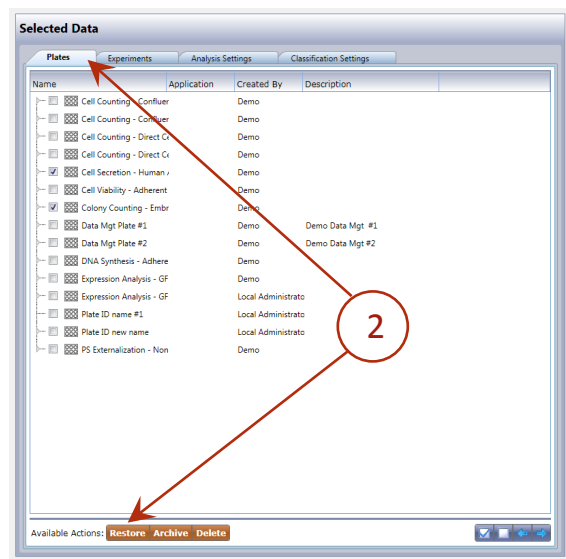 Selected Data
Plates Experiments Analysis Settings Classification Settings
Name Application Created By Description
Cell Counting - Confluer Demo
Cell Counting - Confluer Demo
Cell Counting - Direct Ce Demo
Cell Counting - Direct Ce Demo
Cell Secretion - Human Demo
Cell Viability - Adherent Demo
Colony Counting - Embr Demo
Data Mgt Plate #1 Demo Demo Data Mgt #1
Data Mgt Plate #2 Demo Demo Data Mgt #2
DNA Synthesis - Adhere Demo
Expression Analysis - GF Demo
Expression Analysis - GF Local Administrato
Plate ID name #1 Local Administrato
Plate ID new name Local Administrato
PS Externalization - Non Demo
2
Available Actions: Restore Archive Delete